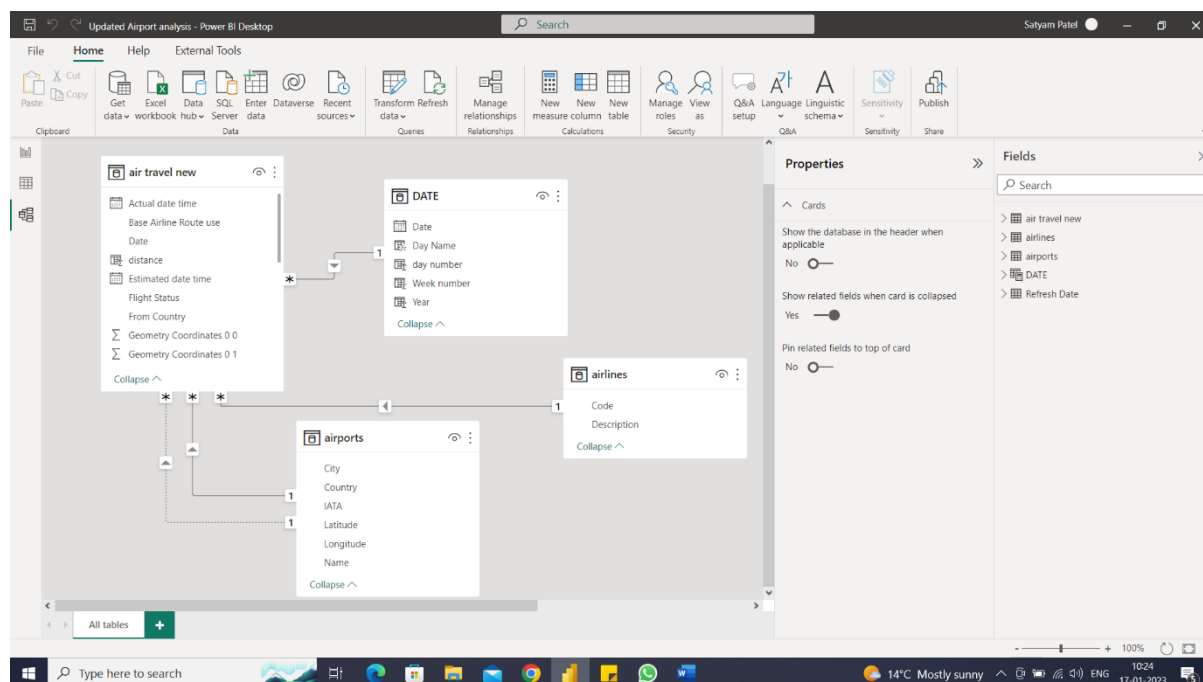 Updated Airport analysis - Power BI Desktop
Search
Satyam Patel
File Home Help External Tools
Paste
Cut
Copy
Clipboard
Get data
Excel workbook
Data hub
SQL Server
Enter data
Dataverse
Recent sources
Data
Transform data
Refresh
Queries
Manage relationships
Relationships
New measure
New column
New table
Calculations
Manage roles
View as
Security
Q&A setup
Language
Linguistic schema
Q&A
Sensitivity
Sensitivity
Publish
Share
air travel new
Actual date time
Base Airline Route use
Date
distance
Estimated date time
Flight Status
From Country
Geometry Coordinates 0 0
Geometry Coordinates 0 1
Collapse
DATE
Date
Day Name
day number
Week number
Year
Collapse
1
*
airlines
Code
Description
Collapse
* * *
1
airports
City
Country
IATA
Latitude
Longitude
Name
Collapse
1
1
Properties
Cards
Show the database in the header when
applicable
No
Show related fields when card is collapsed
Yes
Pin related fields to top of card
No
Fields
Search
air travel new
airlines
airports
DATE
Refresh Date
All tables
+
- + 100%
Type here to search
14°C Mostly sunny
ENG
10:24
17-01-2023
5